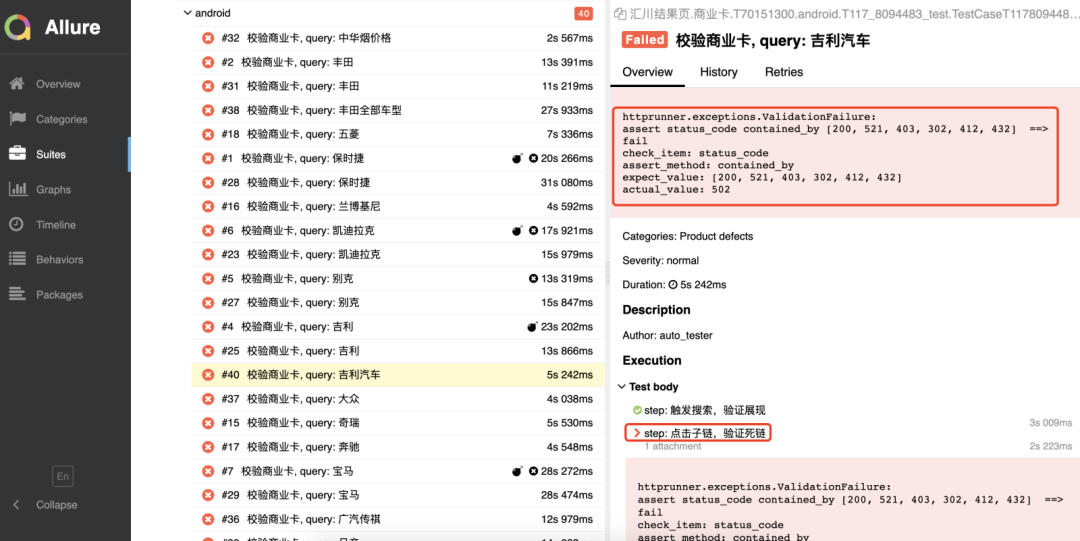 Allure
Overview
Categories
Suites
Graphs
Timeline
Behaviors
Packages
En
Collapse
android 40
#32 校验商业卡, query: 中华烟价格 2s 567ms
#2 校验商业卡, query: 丰田 13s 391ms
#31 校验商业卡, query: 丰田 11s 219ms
#38 校验商业卡, query: 丰田全部车型 27s 933ms
#18 校验商业卡, query: 五菱 7s 336ms
#1 校验商业卡, query: 保时捷 20s 266ms
#28 校验商业卡, query: 保时捷 31s 080ms
#16 校验商业卡, query: 兰博基尼 4s 592ms
#6 校验商业卡, query: 凯迪拉克 17s 921ms
#23 校验商业卡, query: 凯迪拉克 15s 979ms
#5 校验商业卡, query: 别克 13s 319ms
#27 校验商业卡, query: 别克 15s 847ms
#4 校验商业卡, query: 吉利 23s 202ms
#25 校验商业卡, query: 吉利 13s 866ms
#40 校验商业卡, query: 吉利汽车 5s 242ms
#37 校验商业卡, query: 大众 4s 038ms
#15 校验商业卡, query: 奇瑞 5s 530ms
#17 校验商业卡, query: 奔驰 4s 548ms
#7 校验商业卡, query: 宝马 28s 272ms
#29 校验商业卡, query: 宝马 28s 474ms
#36 校验商业卡, query: 广汽传祺 12s 979ms
汇川结果页.商业卡.T70151300.android.T117_8094483_test.TestCaseT117809448...
Failed 校验商业卡, query: 吉利汽车
Overview History Retries
httprunner.exceptions.ValidationFailure:
assert status_code contained_by [200, 521, 403, 302, 412, 432] ==>
fail
check_item: status_code
assert_method: contained_by
expect_value: [200, 521, 403, 302, 412, 432]
actual_value: 502
Categories: Product defects
Severity: normal
Duration: 5s 242ms
Description
Author: auto_tester
Execution
Test body
step: 触发搜索，验证展现 3s 009ms
step: 点击子链，验证死链
1 attachment 2s 223ms
httprunner.exceptions.ValidationFailure:
assert status_code contained_by [200, 521, 403, 302, 412, 432] ==>
fail
check_item: status_code
assert_method: contained_by